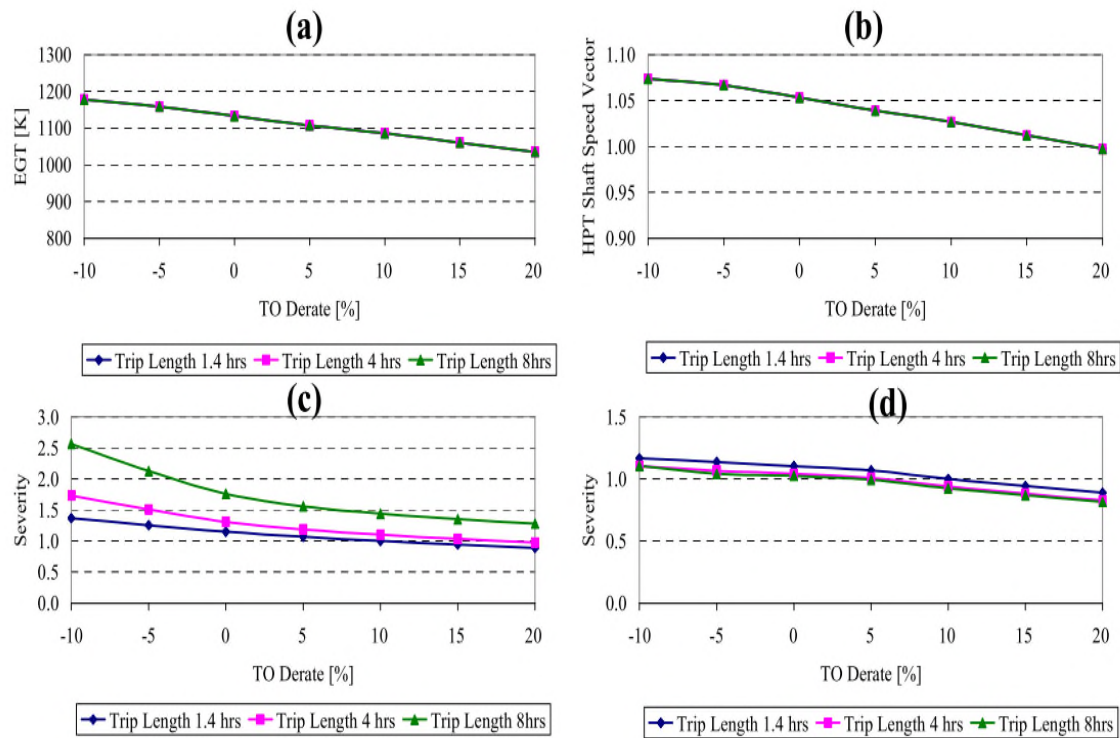 (a)
1300
1200
1100
1000
900
800
EGT [K]
-10 -5 0 5 10 15 20
TO Derate [%]
Trip Length 1.4 hrs Trip Length 4 hrs Trip Length 8hrs
(b)
1.10
1.05
1.00
0.95
0.90
HPT Shaft Speed Vector
-10 -5 0 5 10 15 20
TO Derate [%]
Trip Length 1.4 hrs Trip Length 4 hrs Trip Length 8hrs
(c)
3.0
2.5
2.0
1.5
1.0
0.5
0.0
Severity
-10 -5 0 5 10 15 20
TO Derate [%]
Trip Length 1.4 hrs Trip Length 4 hrs Trip Length 8hrs
(d)
1.5
1.0
0.5
0.0
Severity
-10 -5 0 5 10 15 20
TO Derate [%]
Trip Length 1.4 hrs Trip Length 4 hrs Trip Length 8hrs